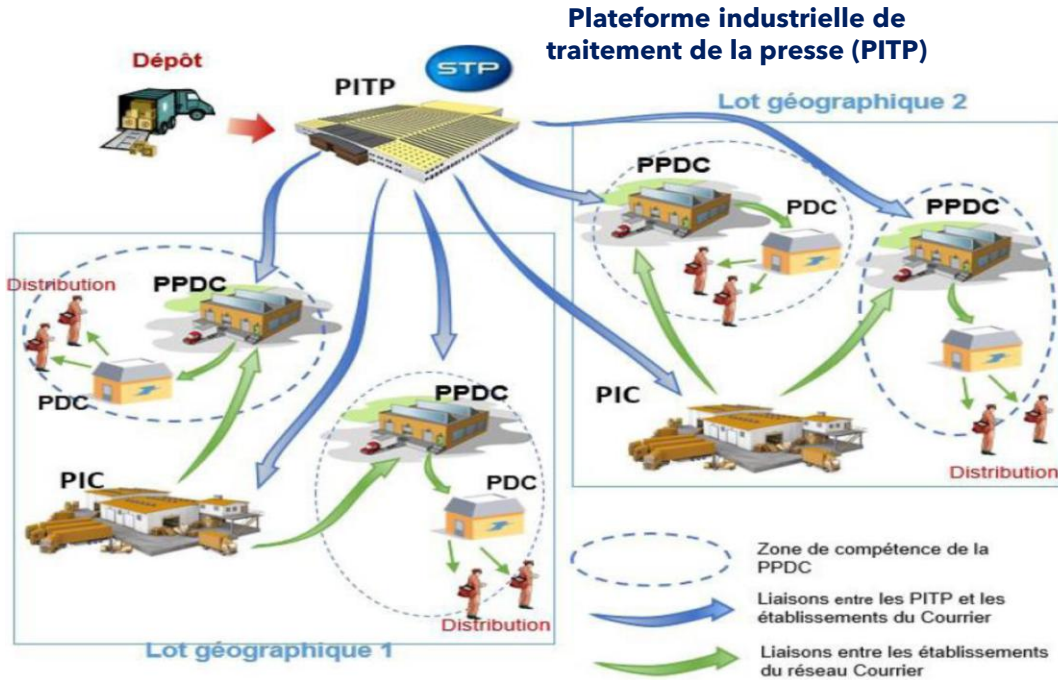 Plateforme industrielle de
traitement de la presse (PITP)
Dépôt
PITP
STP
Lot géographique 2
PPDC
PDC
PPDC
PIC
Distribution
Distribution
PPDC
PDC
PPDC
PDC
PIC
Distribution
Lot géographique 1
Zone de compétence de la
PPDC
Liaisons entre les PITP et les
établissements du Courrier
Liaisons entre les établissements
du réseau Courrier